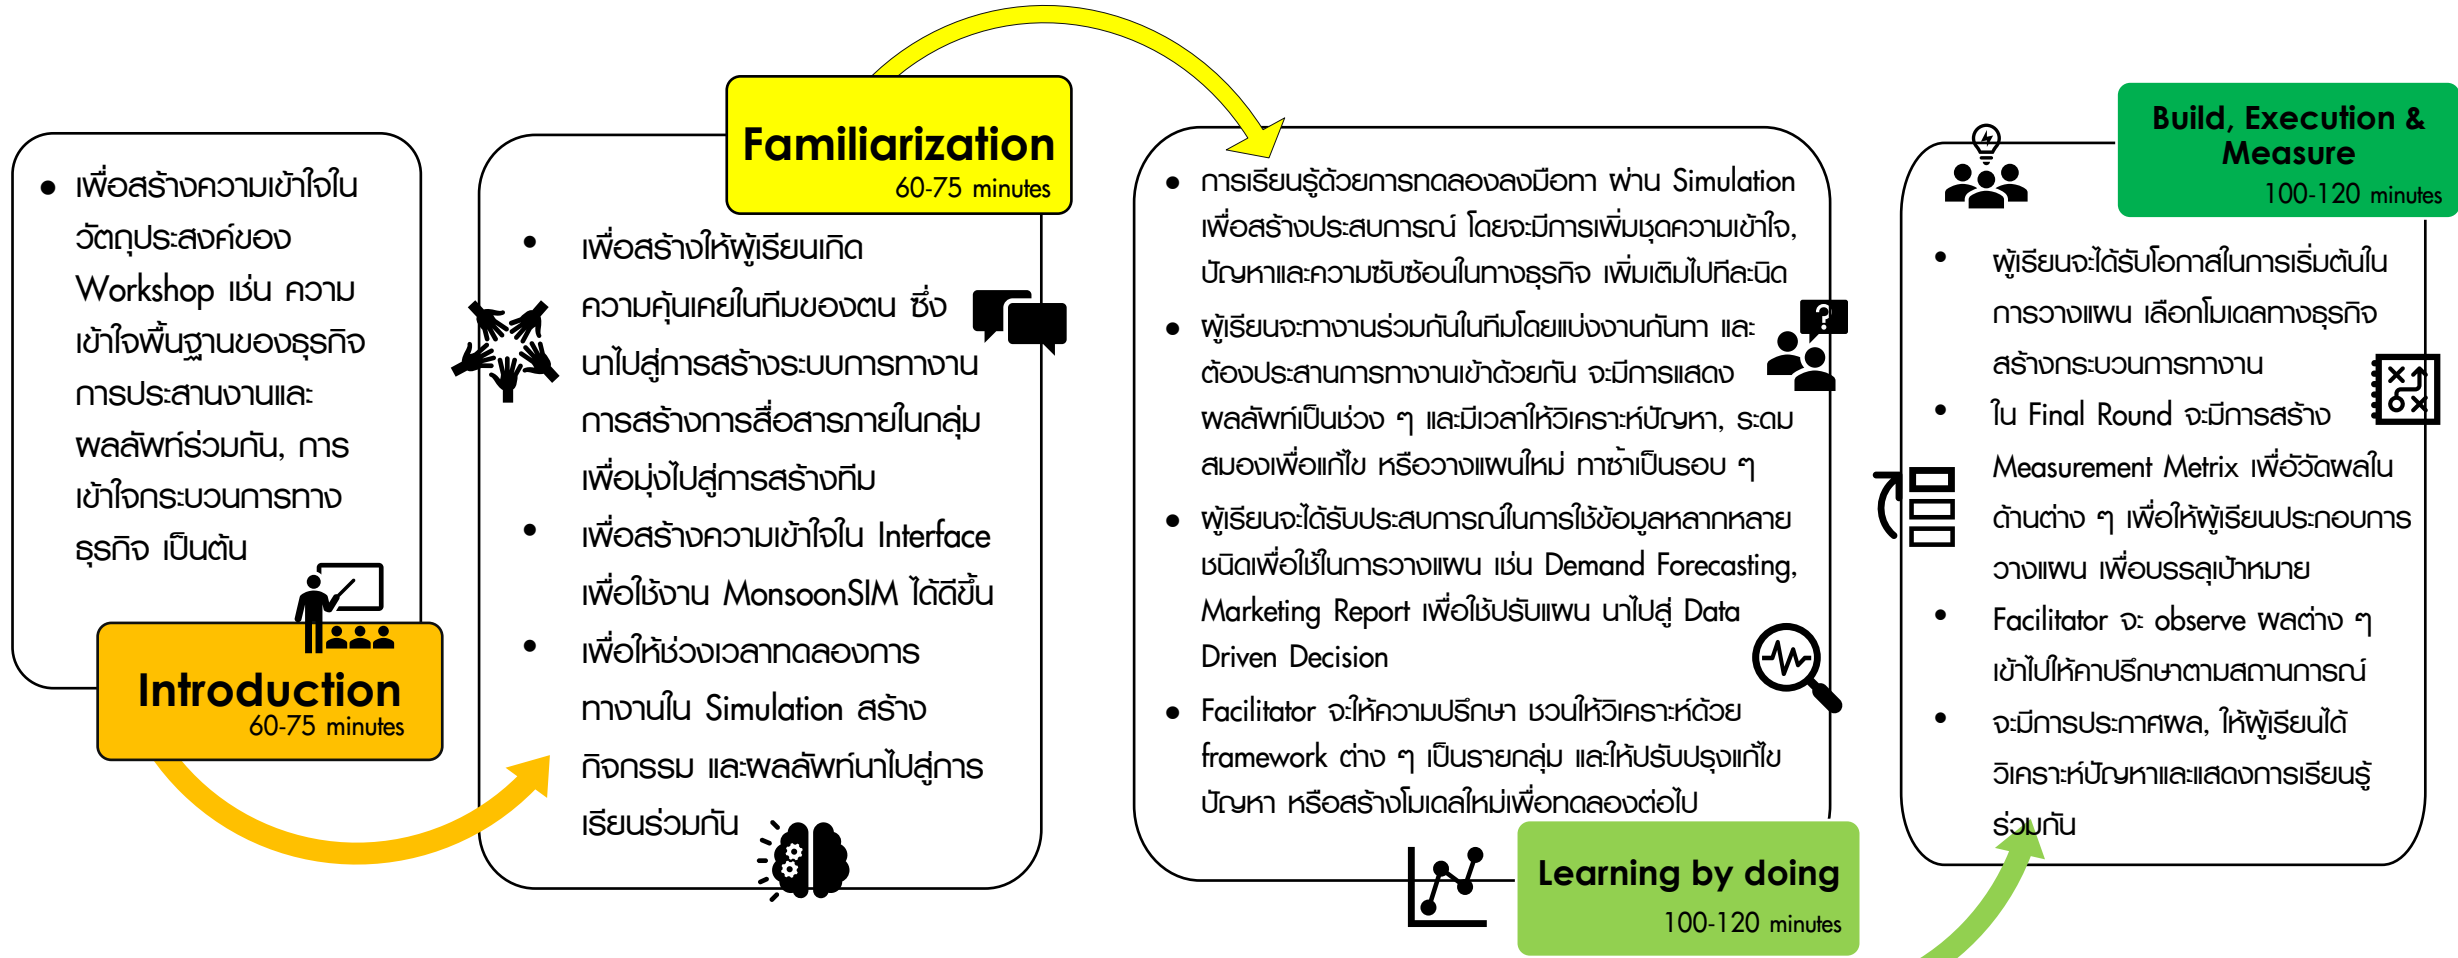 เพื่อสร้างความเข้าใจใน
วัตถุประสงค์ของ
Workshop เช่น ความ
เข้าใจพื้นฐานของธุรกิจ
การประสานงานและ
ผลลัพท์ร่วมกัน, การ
เข้าใจกระบวนการทาง
ธุรกิจ เป็นต้น
Introduction
60-75 minutes
Familiarization
60-75 minutes
เพื่อสร้างให้ผู้เรียนเกิด
ความคุ้นเคยในทีมของตน ซึ่ง
นาไปสู่การสร้างระบบการทางาน
การสร้างการสื่อสารภายในกลุ่ม
เพื่อมุ่งไปสู่การสร้างทีม
เพื่อสร้างความเข้าใจใน Interface
เพื่อใช้งาน MonsoonSIM ได้ดีขึ้น
เพื่อให้ช่วงเวลาทดลองการ
ทางานใน Simulation สร้าง
กิจกรรม และผลลัพท์นาไปสู่การ
เรียนร่วมกัน
การเรียนรู้ด้วยการทดลองลงมือทา ผ่าน Simulation
เพื่อสร้างประสบการณ์ โดยจะมีการเพิ่มชุดความเข้าใจ,
ปัญหาและความซับซ้อนในทางธุรกิจ เพิ่มเติมไปทีละนิด
ผู้เรียนจะทางานร่วมกันในทีมโดยแบ่งงานกันทา และ
ต้องประสานการทางานเข้าด้วยกัน จะมีการแสดง
ผลลัพท์เป็นช่วง ๆ และมีเวลาให้วิเคราะห์ปัญหา, ระดม
สมองเพื่อแก้ไข หรือวางแผนใหม่ ทาซ้าเป็นรอบ ๆ
ผู้เรียนจะได้รับประสบการณ์ในการใช้ข้อมูลหลากหลาย
ชนิดเพื่อใช้ในการวางแผน เช่น Demand Forecasting,
Marketing Report เพื่อใช้ปรับแผน นาไปสู่ Data
Driven Decision
Facilitator จะให้ความปรึกษา ชวนให้วิเคราะห์ด้วย
framework ต่าง ๆ เป็นรายกลุ่ม และให้ปรับปรุงแก้ไข
ปัญหา หรือสร้างโมเดลใหม่เพื่อทดลองต่อไป
Learning by doing
100-120 minutes
Build, Execution &
Measure
100-120 minutes
ผู้เรียนจะได้รับโอกาสในการเริ่มต้นใน
การวางแผน เลือกโมเดลทางธุรกิจ
สร้างกระบวนการทางาน
ใน Final Round จะมีการสร้าง
Measurement Metrix เพื่อวัวัดผลใน
ด้านต่าง ๆ เพื่อให้ผู้เรียนประกอบการ
วางแผน เพื่อบรรลุเป้าหมาย
Facilitator จะ observe ผลต่าง ๆ
เข้าไปให้คาปรึกษาตามสถานการณ์
จะมีการประกาศผล, ให้ผู้เรียนได้
วิเคราะห์ปัญหาและแสดงการเรียนรู้
ร่วมกัน